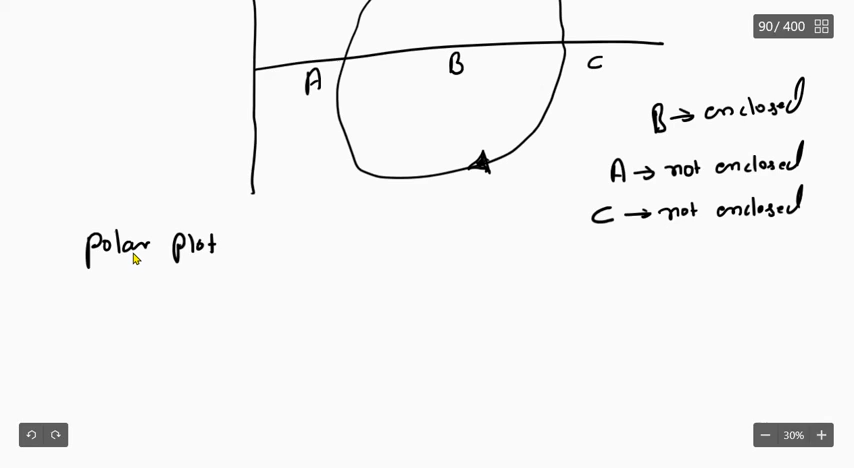 90 / 400
A B C
B → enclosed
A → not enclosed
C → not enclosed
Polar Plot
30%